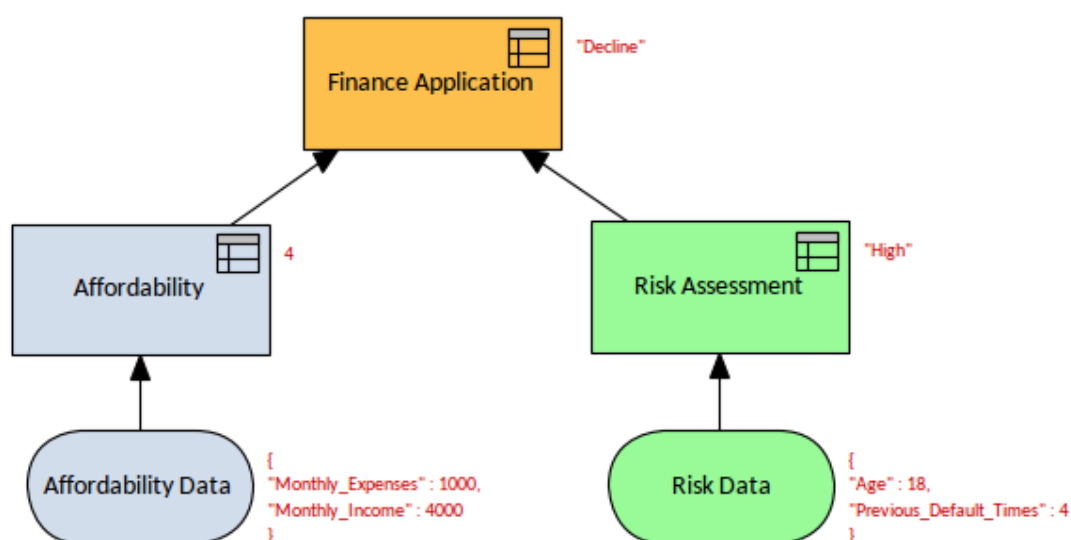 Finance Application
"Decline"
Affordability
4
Risk Assessment
"High"
Affordability Data
{
"Monthly_Expenses" : 1000,
"Monthly_Income" : 4000
}
Risk Data
{
"Age" : 18,
"Previous_Default_Times" : 4
}